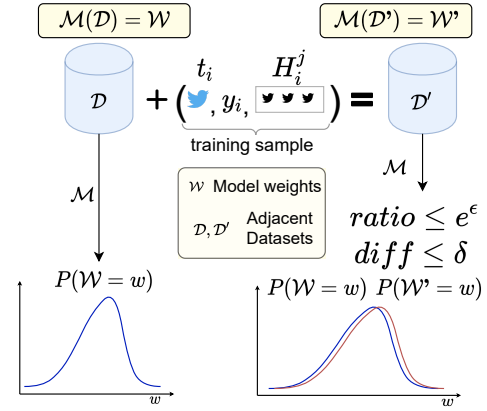 ℳ(𝒟) = 𝒲
ℳ(𝒟') = 𝒲'
𝒟 + ( t_i , y_i, H_i^j ) = 𝒟'
training sample
ℳ
ℳ
𝒲 Model weights
𝒟, 𝒟' Adjacent
Datasets
ratio ≤ e^ϵ
diff ≤ δ
P(𝒲 = w)
w
P(𝒲 = w) P(𝒲' = w)
w